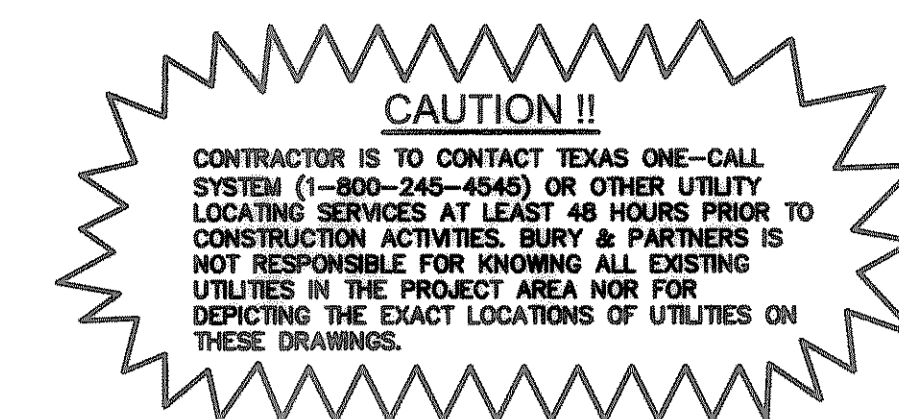 CAUTION !!
CONTRACTOR IS TO CONTACT TEXAS ONE-CALL
SYSTEM (1-800-245-4545) OR OTHER UTILITY
LOCATING SERVICES AT LEAST 48 HOURS PRIOR TO
CONSTRUCTION ACTIVITIES. BURY & PARTNERS IS
NOT RESPONSIBLE FOR KNOWING ALL EXISTING
UTILITIES IN THE PROJECT AREA NOR FOR
DEPICTING THE EXACT LOCATIONS OF UTILITIES ON
THESE DRAWINGS.